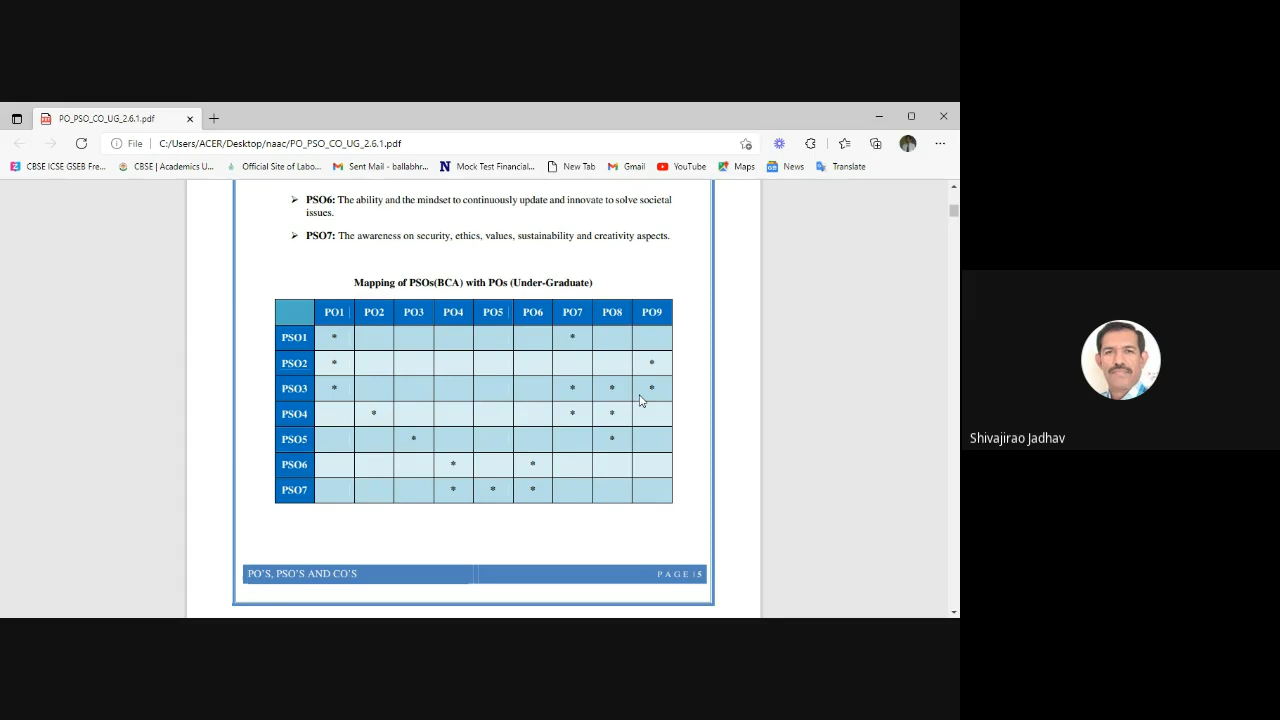 PO_PSO_CO_UG_2.6.1.pdf
File C:/Users/ACER/Desktop/naac/PO_PSO_CO_UG_2.6.1.pdf
CBSE ICSE GSEB Fre... CBSE | Academics U... Official Site of Labo... Sent Mail - ballabhr... Mock Test Financial... New Tab Gmail YouTube Maps News Translate
PSO6: The ability and the mindset to continuously update and innovate to solve societal
issues.
PSO7: The awareness on security, ethics, values, sustainability and creativity aspects.
Mapping of PSOs(BCA) with POs (Under-Graduate)
PO1 PO2 PO3 PO4 PO5 PO6 PO7 PO8 PO9
PSO1 * *
PSO2 * *
PSO3 * * * *
PSO4 * * *
PSO5 * *
PSO6 * *
PSO7 * * *
PO'S, PSO'S AND CO'S PAGE | 5
Shivajirao Jadhav